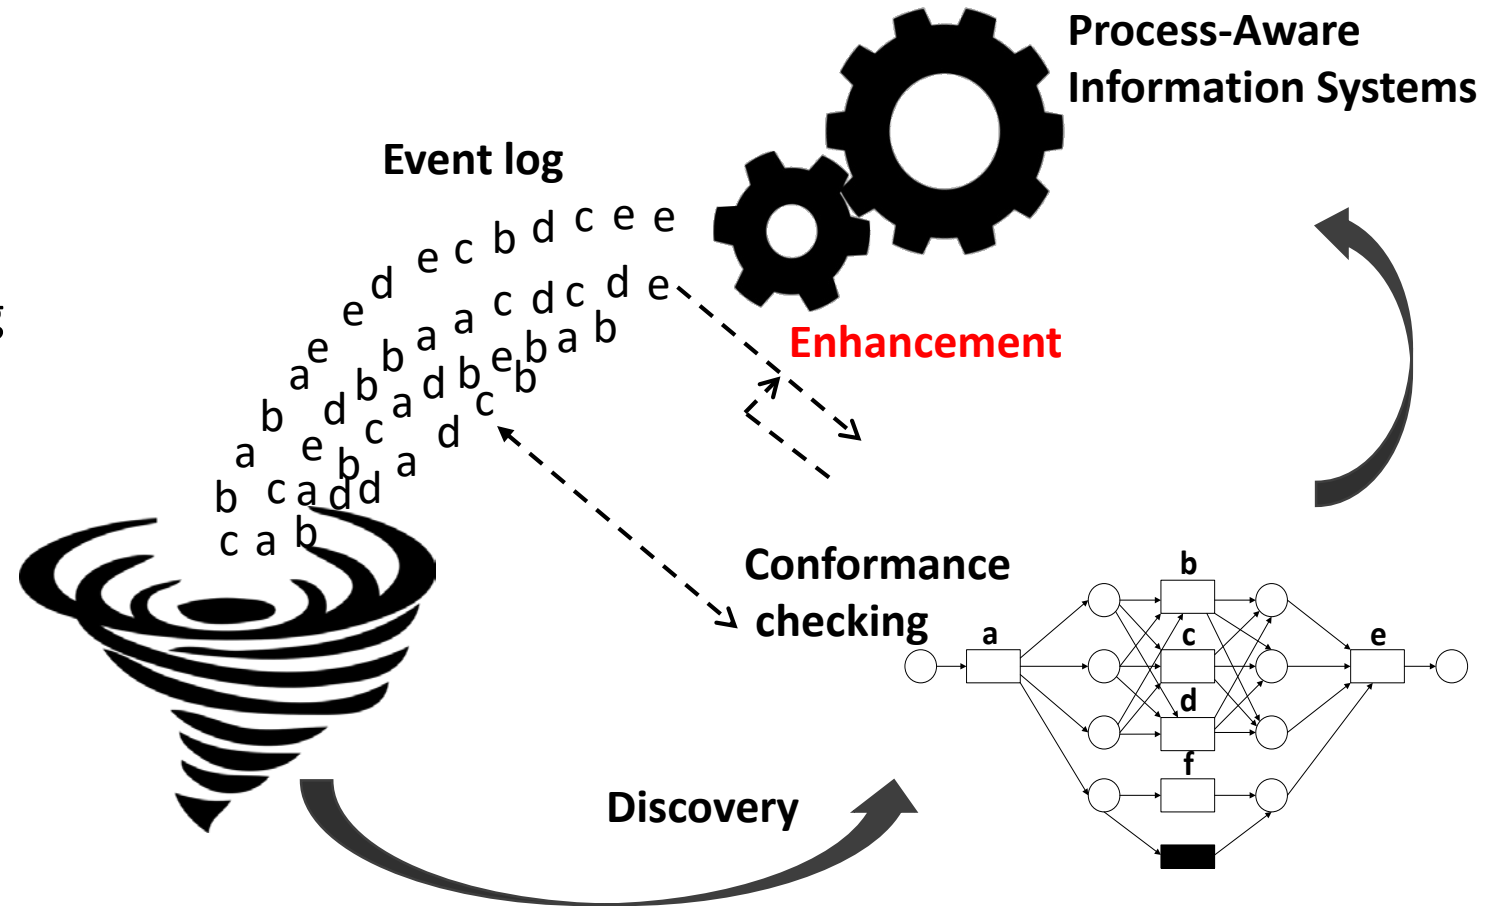 Process-Aware
Information Systems
Event log
b a b a e e d e c b d c e e
c a e d b b a a c d c d e
d b c a d b e b a b
c a b d a d c b
Enhancement
Conformance
checking
b
a
c
e
d
f
Discovery